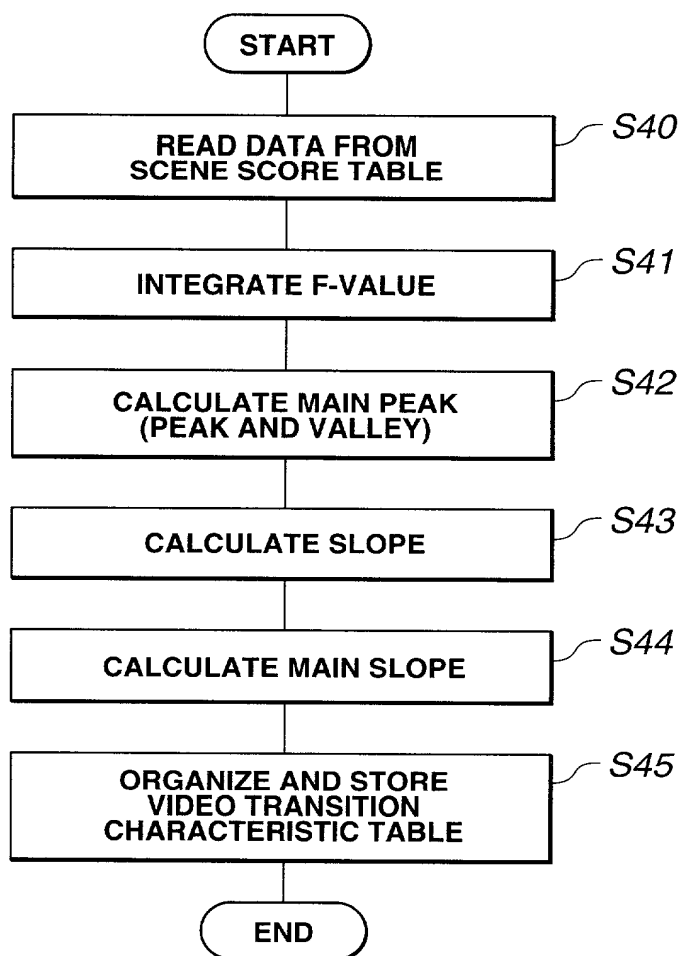 START
READ DATA FROM
SCENE SCORE TABLE
S40
INTEGRATE F-VALUE
S41
CALCULATE MAIN PEAK
(PEAK AND VALLEY)
S42
CALCULATE SLOPE
S43
CALCULATE MAIN SLOPE
S44
ORGANIZE AND STORE
VIDEO TRANSITION
CHARACTERISTIC TABLE
S45
END